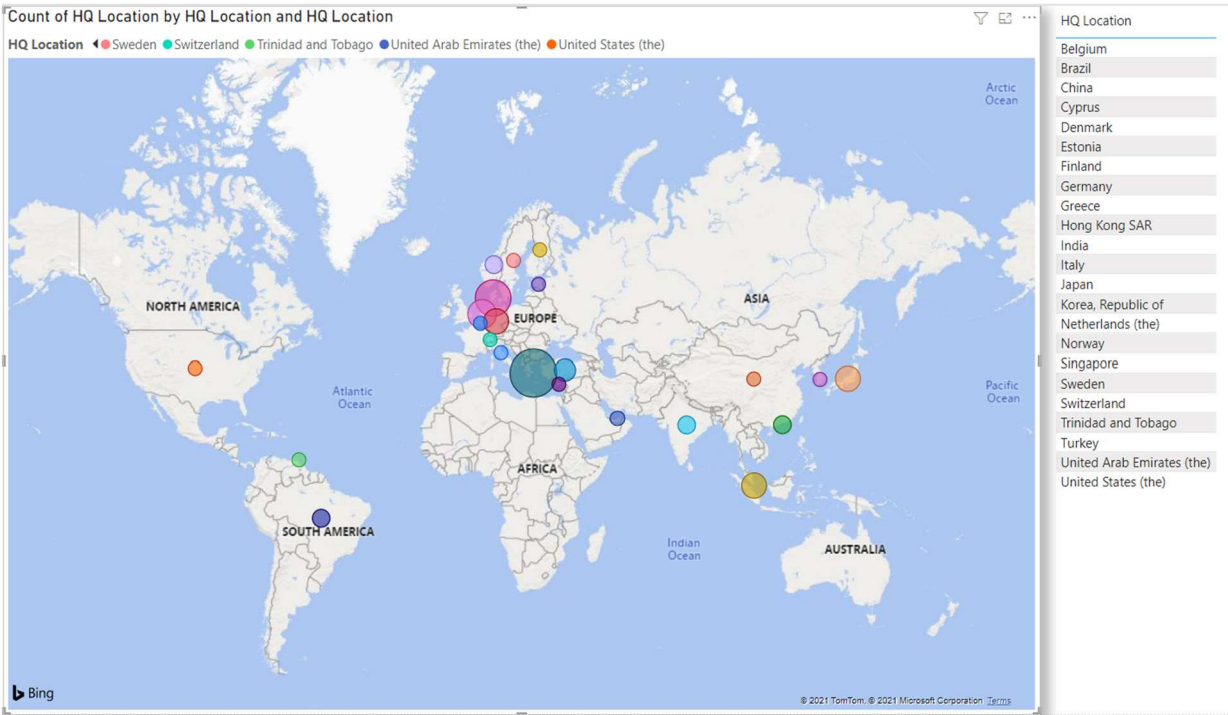 Count of HQ Location by HQ Location and HQ Location
HQ Location Sweden Switzerland Trinidad and Tobago United Arab Emirates (the) United States (the)
Arctic
Ocean
NORTH AMERICA
EUROPE
ASIA
Atlantic
Ocean
Pacific
Ocean
AFRICA
SOUTH AMERICA
Indian
Ocean
AUSTRALIA
Bing
© 2021 TomTom, © 2021 Microsoft Corporation Terms
HQ Location
Belgium
Brazil
China
Cyprus
Denmark
Estonia
Finland
Germany
Greece
Hong Kong SAR
India
Italy
Japan
Korea, Republic of
Netherlands (the)
Norway
Singapore
Sweden
Switzerland
Trinidad and Tobago
Turkey
United Arab Emirates (the)
United States (the)